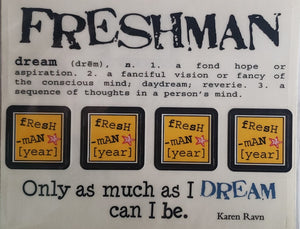 FRESHMAN
dream (drēm), n. 1. a fond hope or
aspiration. 2. a fanciful vision or fancy of
the conscious mind; daydream; reverie. 3. a
sequence of thoughts in a person's mind.
fResH fResH fResH fResH
-mAN -mAN -mAN -mAN
[year] [year] [year] [year]
Only as much as I DREAM
can I be.
Karen Ravn